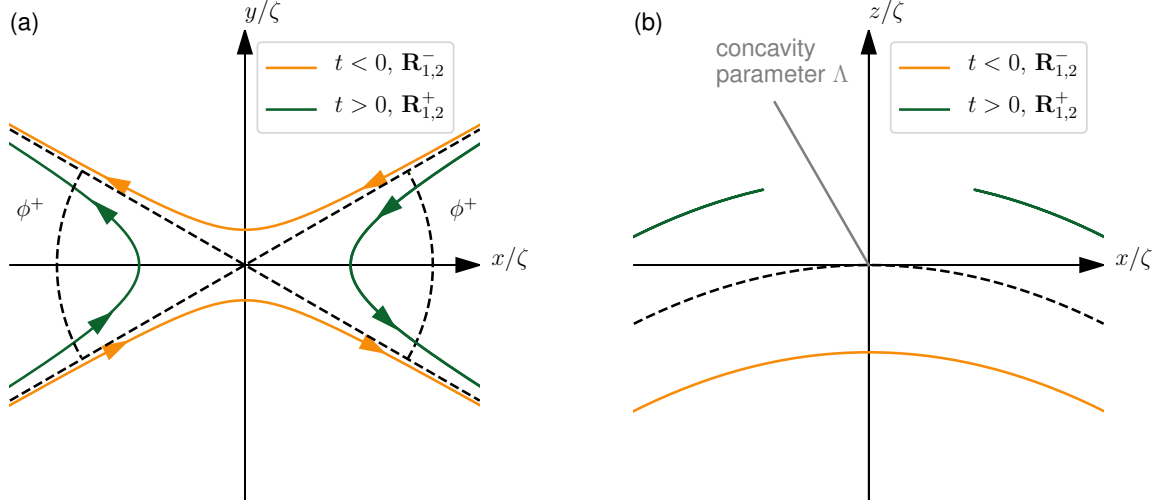 (a)
y/ζ
t < 0, R⁻₁,₂
t > 0, R⁺₁,₂
ϕ⁺
ϕ⁺
x/ζ
(b)
z/ζ
concavity
parameter Λ
t < 0, R⁻₁,₂
t > 0, R⁺₁,₂
x/ζ